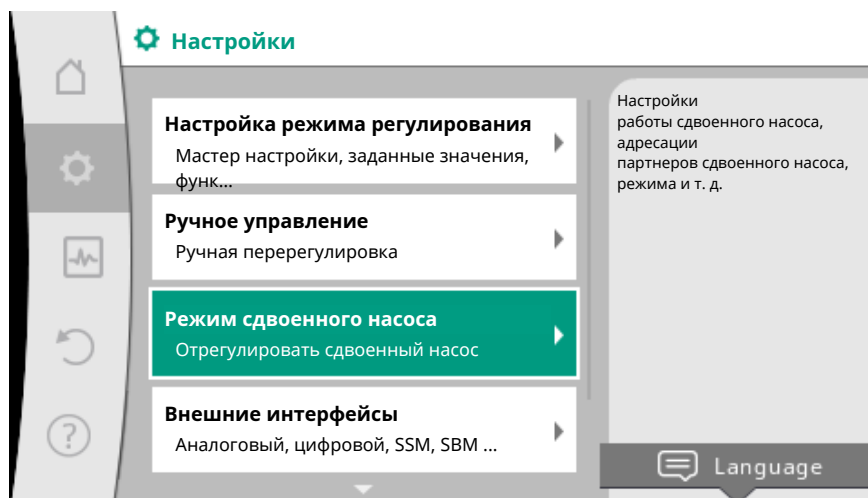 Настройки
Настройка режима регулирования
Мастер настройки, заданные значения,
функ...
Ручное управление
Ручная перерегулировка
Режим сдвоенного насоса
Отрегулировать сдвоенный насос
Внешние интерфейсы
Аналоговый, цифровой, SSM, SBM ...
Настройки
работы сдвоенного насоса,
адресации
партнеров сдвоенного насоса,
режима и т. д.
Language